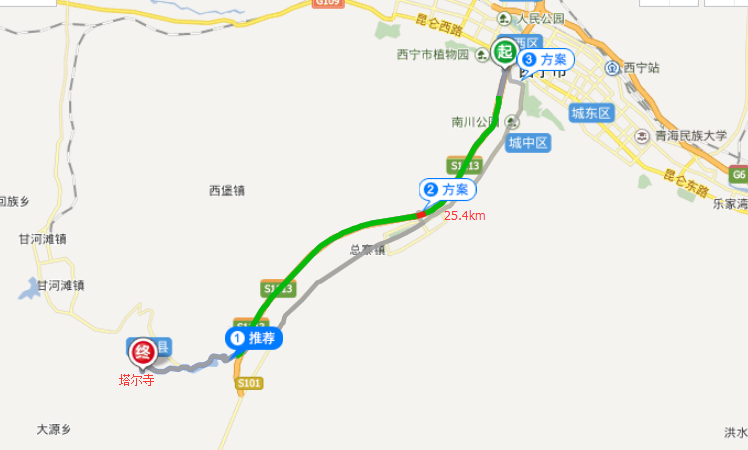 G109
人民公园
昆仑西路
西区
起
西宁市植物园
3 方案
西宁市
西宁站
城东区
南川公园
青海民族大学
城中区
S1013
G6
昆仑东路
2 方案
西堡镇
回族乡
乐家湾
25.4km
甘河滩镇
总寨镇
甘河滩镇
1 推荐
终
县
塔尔寺
S101
大源乡
洪水